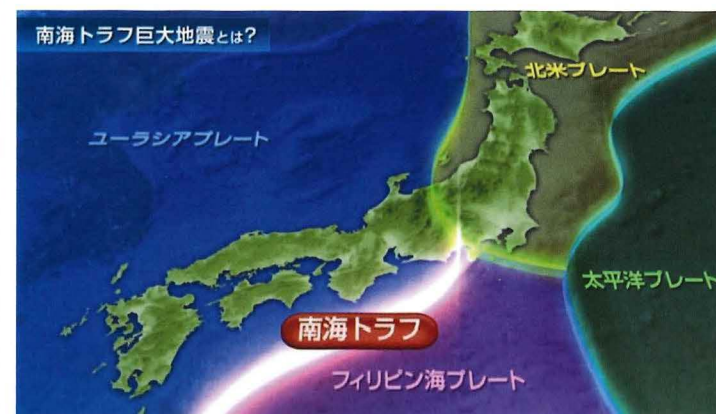 南海トラフ巨大地震とは?
北米プレート
ユーラシアプレート
太平洋プレート
南海トラフ
フィリピン海プレート